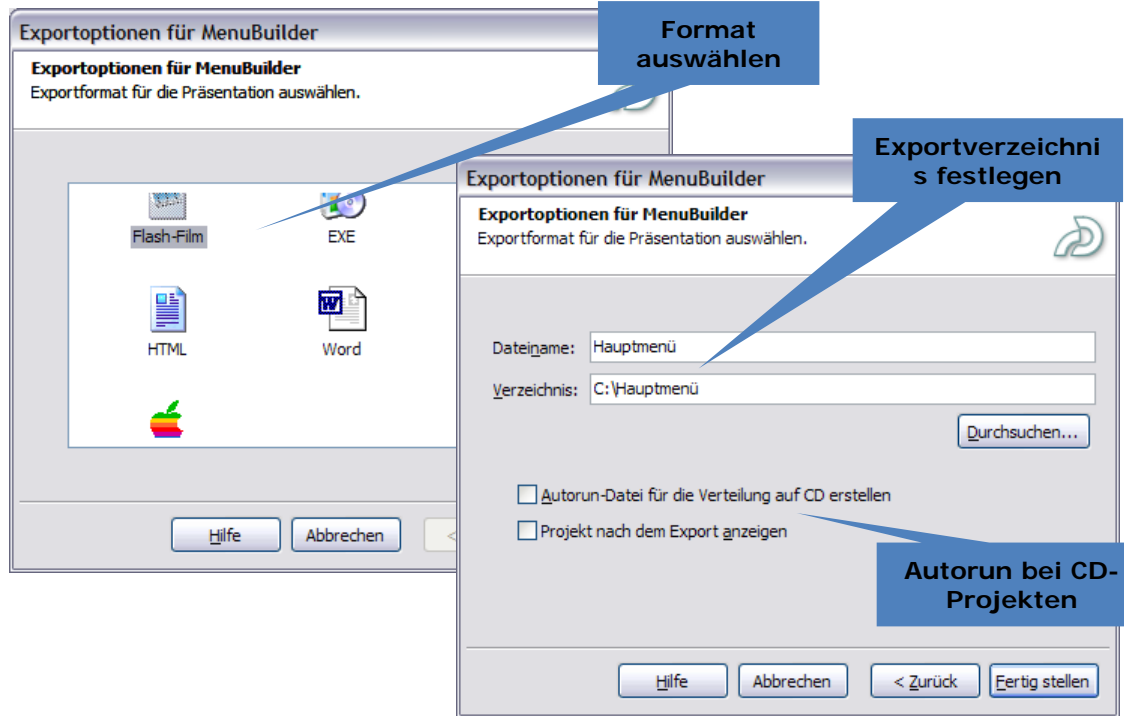 Exportoptionen für MenuBuilder
Format
auswählen
Exportoptionen für MenuBuilder
Exportformat für die Präsentation auswählen.
Flash-Film
EXE
HTML
Word
Hilfe
Abbrechen
<
Exportverzeichni
s festlegen
Exportoptionen für MenuBuilder
Exportoptionen für MenuBuilder
Exportformat für die Präsentation auswählen.
Dateiname: Hauptmenü
Verzeichnis: C:\Hauptmenü
Durchsuchen...
Autorun-Datei für die Verteilung auf CD erstellen
Projekt nach dem Export anzeigen
Autorun bei CD-
Projekten
Hilfe
Abbrechen
< Zurück
Fertig stellen